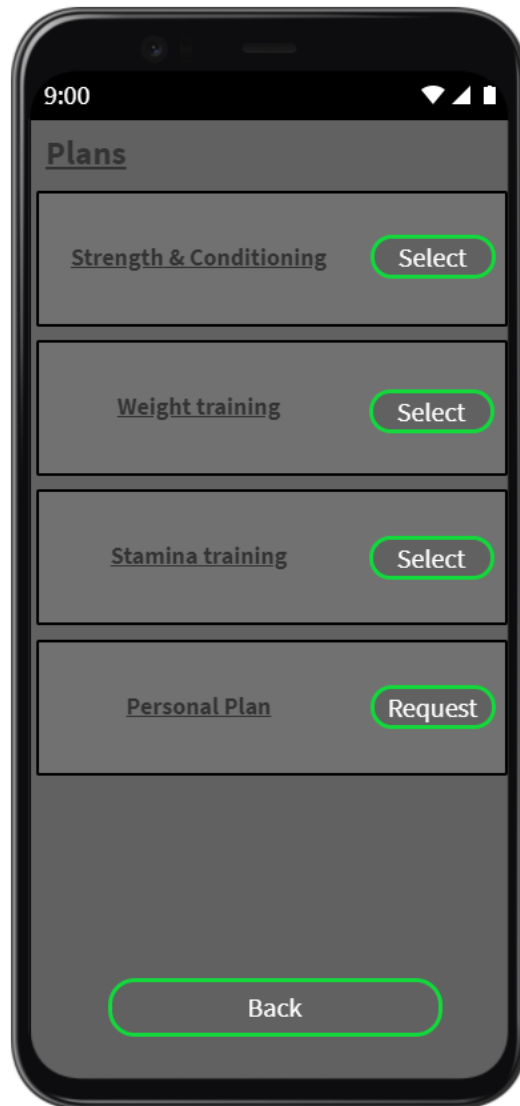 9:00
Plans
Strength & Conditioning Select
Weight training Select
Stamina training Select
Personal Plan Request
Back